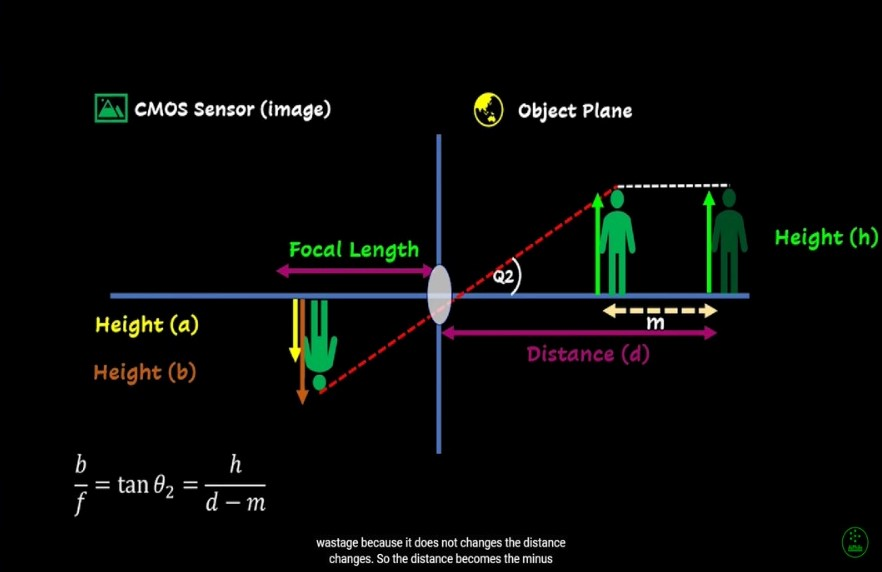 CMOS Sensor (image)
Object Plane
Focal Length
Q2
Height (h)
Height (a)
m
Distance (d)
Height (b)
b/f = tan θ₂ = h/(d − m)
wastage because it does not changes the distance
changes. So the distance becomes the minus